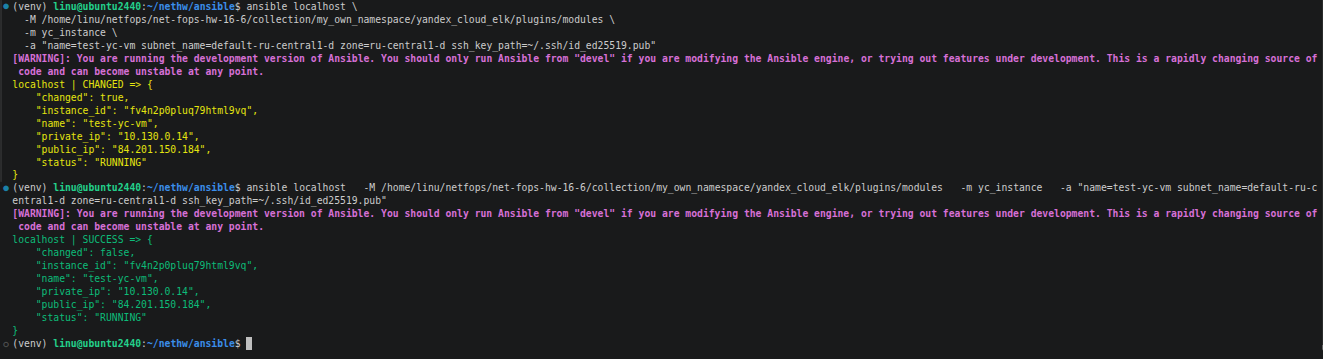 (venv) linu@ubuntu2440:~/nethw/ansible$ ansible localhost \
-M /home/linu/netfops/net-fops-hw-16-6/collection/my_own_namespace/yandex_cloud_elk/plugins/modules \
-m yc_instance \
-a "name=test-yc-vm subnet_name=default-ru-central1-d zone=ru-central1-d ssh_key_path=~/.ssh/id_ed25519.pub"
[WARNING]: You are running the development version of Ansible. You should only run Ansible from "devel" if you are modifying the Ansible engine, or trying out features under development. This is a rapidly changing source of
code and can become unstable at any point.
localhost | CHANGED => {
"changed": true,
"instance_id": "fv4n2p0pluq79html9vq",
"name": "test-yc-vm",
"private_ip": "10.130.0.14",
"public_ip": "84.201.150.184",
"status": "RUNNING"
}
(venv) linu@ubuntu2440:~/nethw/ansible$ ansible localhost   -M /home/linu/netfops/net-fops-hw-16-6/collection/my_own_namespace/yandex_cloud_elk/plugins/modules   -m yc_instance   -a "name=test-yc-vm subnet_name=default-ru-c
entral1-d zone=ru-central1-d ssh_key_path=~/.ssh/id_ed25519.pub"
[WARNING]: You are running the development version of Ansible. You should only run Ansible from "devel" if you are modifying the Ansible engine, or trying out features under development. This is a rapidly changing source of
code and can become unstable at any point.
localhost | SUCCESS => {
"changed": false,
"instance_id": "fv4n2p0pluq79html9vq",
"name": "test-yc-vm",
"private_ip": "10.130.0.14",
"public_ip": "84.201.150.184",
"status": "RUNNING"
}
(venv) linu@ubuntu2440:~/nethw/ansible$